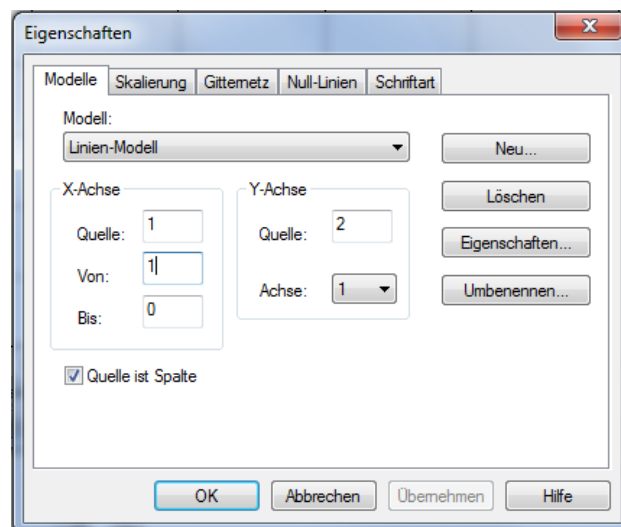 Eigenschaften
Modelle Skalierung Gitternetz Null-Linien Schriftart
Modell:
Linien-Modell
Neu...
X-Achse
Y-Achse
Löschen
Quelle: 1
Quelle: 2
Eigenschaften...
Von: 1
Achse: 1
Umbenennen...
Bis: 0
Quelle ist Spalte
OK Abbrechen Übernehmen Hilfe